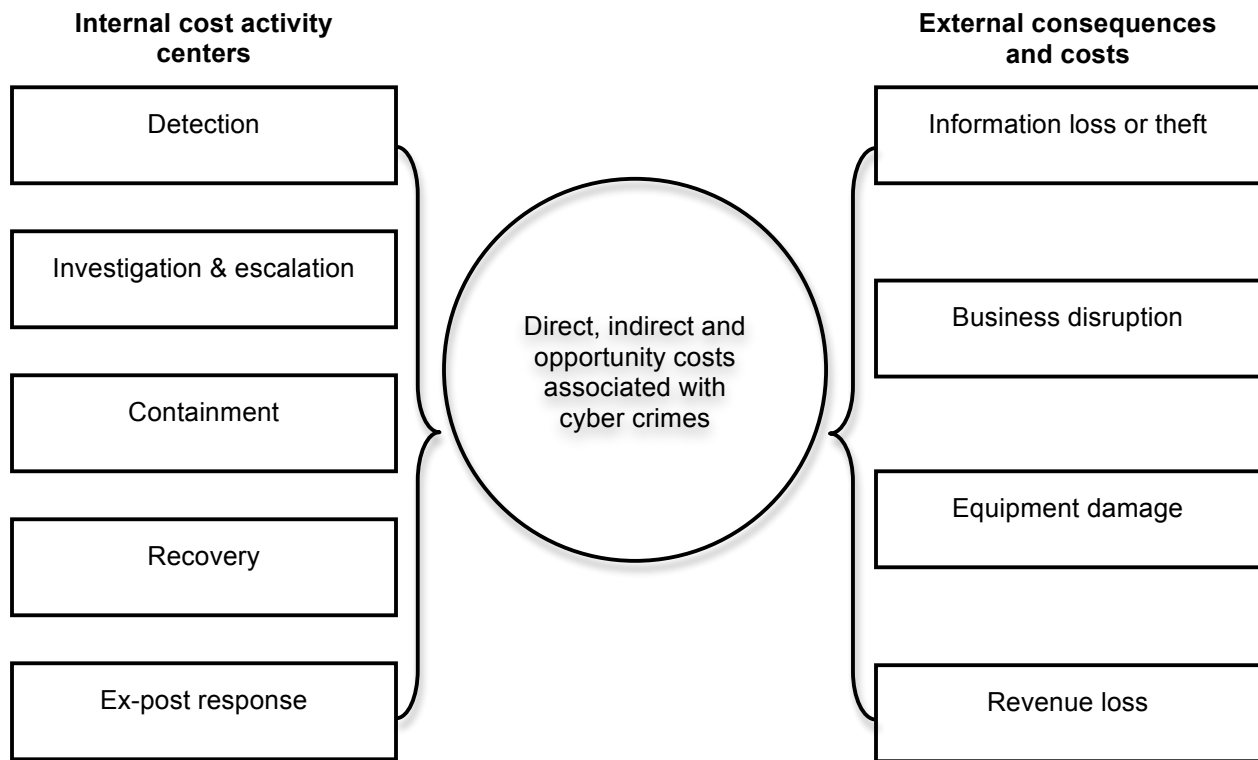 Internal cost activity
centers
Detection
Investigation & escalation
Containment
Recovery
Ex-post response
Direct, indirect and
opportunity costs
associated with
cyber crimes
External consequences
and costs
Information loss or theft
Business disruption
Equipment damage
Revenue loss